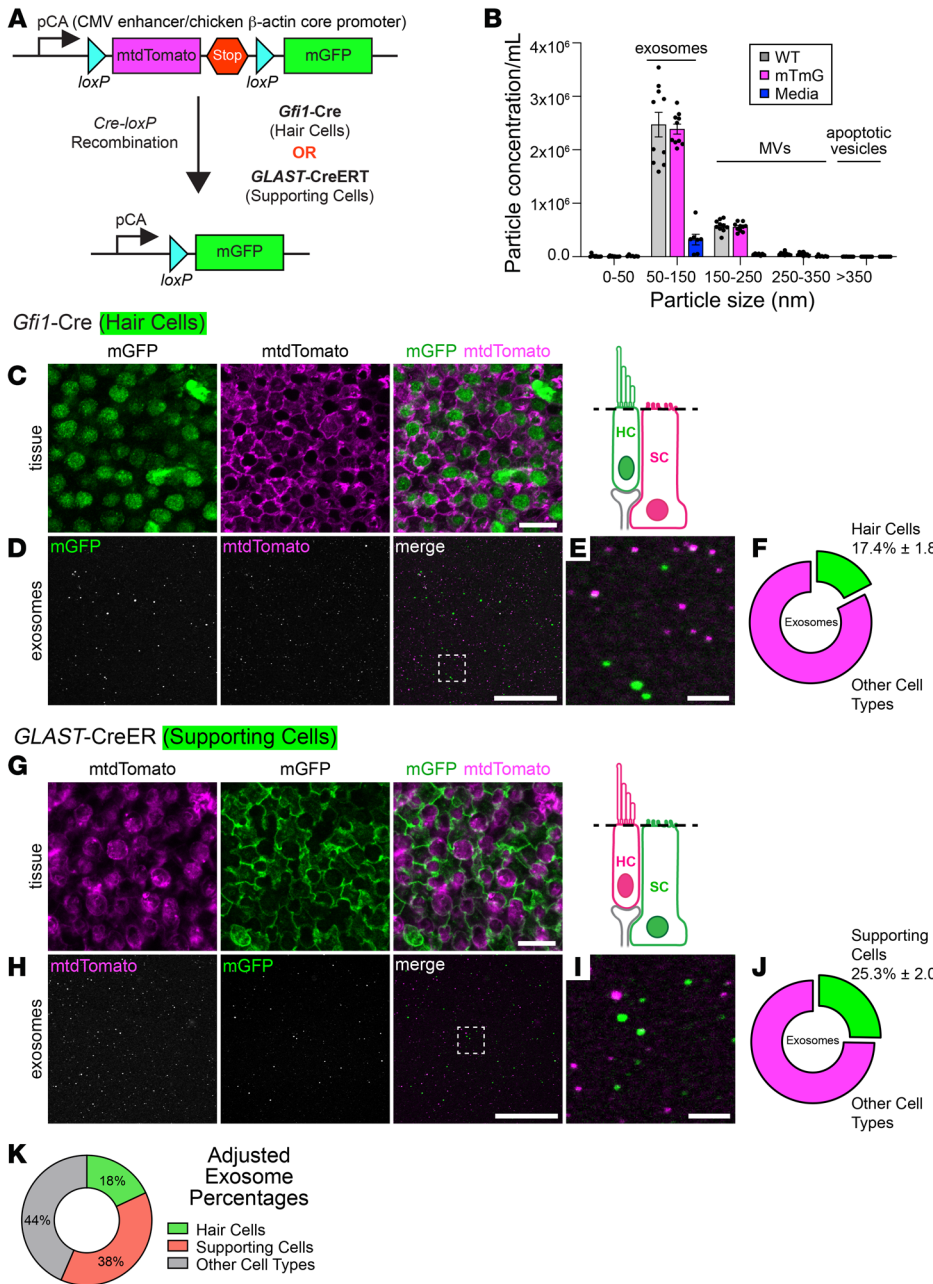 A
pCA (CMV enhancer/chicken β-actin core promoter)
mtdTomato
Stop
mGFP
loxP
loxP
Cre-loxP
Recombination
Gfi1-Cre
(Hair Cells)
OR
GLAST-CreERT
(Supporting Cells)
pCA
mGFP
loxP
B
Particle concentration/mL
4x10⁶
3x10⁶
2x10⁶
1x10⁶
0.0
exosomes
WT
mTmG
Media
MVs
apoptotic
vesicles
0-50 50-150 150-250 250-350 >350
Particle size (nm)
Gfi1-Cre (Hair Cells)
mGFP mtdTomato mGFP mtdTomato
C
tissue
HC
SC
D
exosomes
mGFP
mtdTomato
merge
E
F
Hair Cells
17.4% ± 1.8
Exosomes
Other Cell
Types
GLAST-CreER (Supporting Cells)
mtdTomato mGFP mGFP mtdTomato
G
tissue
HC
SC
H
exosomes
mtdTomato
mGFP
merge
I
J
Supporting
Cells
25.3% ± 2.0
Exosomes
Other Cell
Types
K
18%
44%
38%
Adjusted
Exosome
Percentages
Hair Cells
Supporting Cells
Other Cell Types